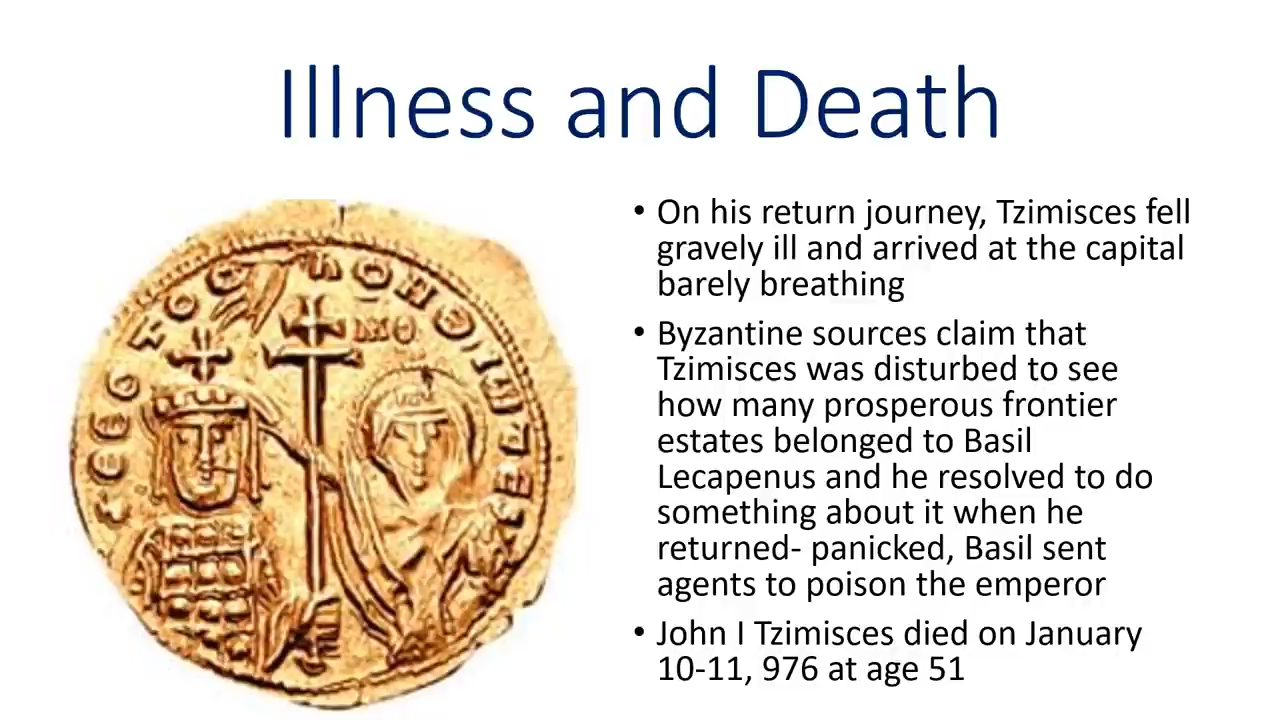 Illness and Death
• On his return journey, Tzimisces fell
gravely ill and arrived at the capital
barely breathing
• Byzantine sources claim that
Tzimisces was disturbed to see
how many prosperous frontier
estates belonged to Basil
Lecapenus and he resolved to do
something about it when he
returned- panicked, Basil sent
agents to poison the emperor
• John I Tzimisces died on January
10-11, 976 at age 51